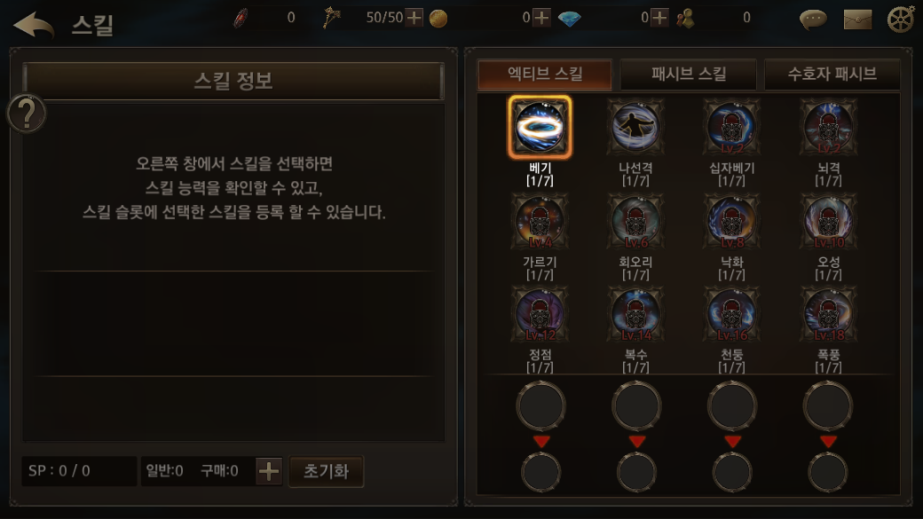 스킬
0
50/50
0
0
0
스킬 정보
?
오른쪽 창에서 스킬을 선택하면
스킬 능력을 확인할 수 있고,
스킬 슬롯에 선택한 스킬을 등록 할 수 있습니다.
SP : 0 / 0
일반:0 구매:0
초기화
엑티브 스킬 패시브 스킬 수호자 패시브
Lv.7
베기 나선격 십자베기 뇌격
[1/7] [1/7] [1/7] [1/7]
Lv.4 Lv.6 Lv.8 Lv.10
가르기 회오리 낙화 오성
[1/7] [1/7] [1/7] [1/7]
Lv.12 Lv.14 Lv.16 Lv.18
정점 복수 천둥 폭풍
[1/7] [1/7] [1/7] [1/7]